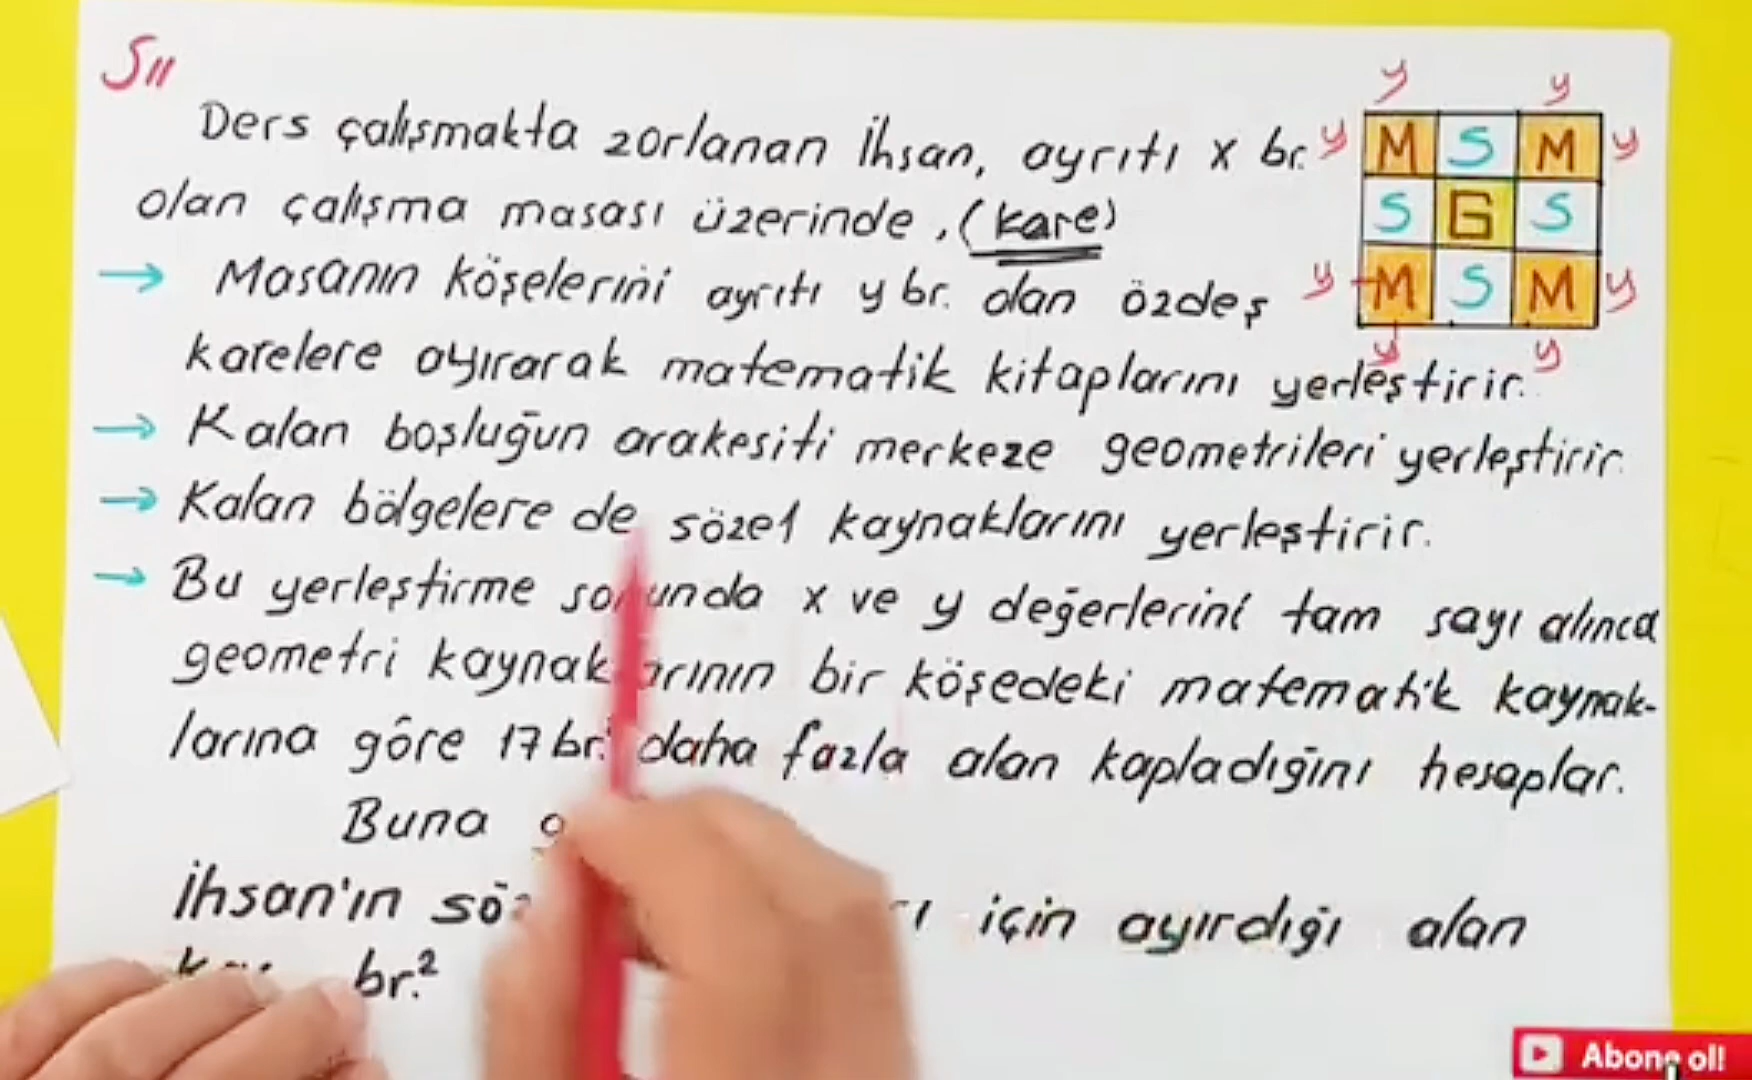 S11
Ders çalışmakta zorlanan İhsan, ayrıtı x br.
olan çalışma masası üzerinde, (kare)
→ Masanın köşelerini ayrıtı y br. olan özdeş
karelere ayırarak matematik kitaplarını yerleştirir.
→ Kalan boşluğun arakesiti merkeze geometrileri yerleştirir.
→ Kalan bölgelere de sözel kaynaklarını yerleştirir.
→ Bu yerleştirme sonunda x ve y değerlerini tam sayı alınca
geometri kaynaklarının bir köşedeki matematik kaynak-
larına göre 17 br.² daha fazla alan kapladığını hesaplar.
Buna
İhsan'ın için ayırdığı alan
br.²
y y
y M S M y
S G S
y M S M y
y y
Abone ol!